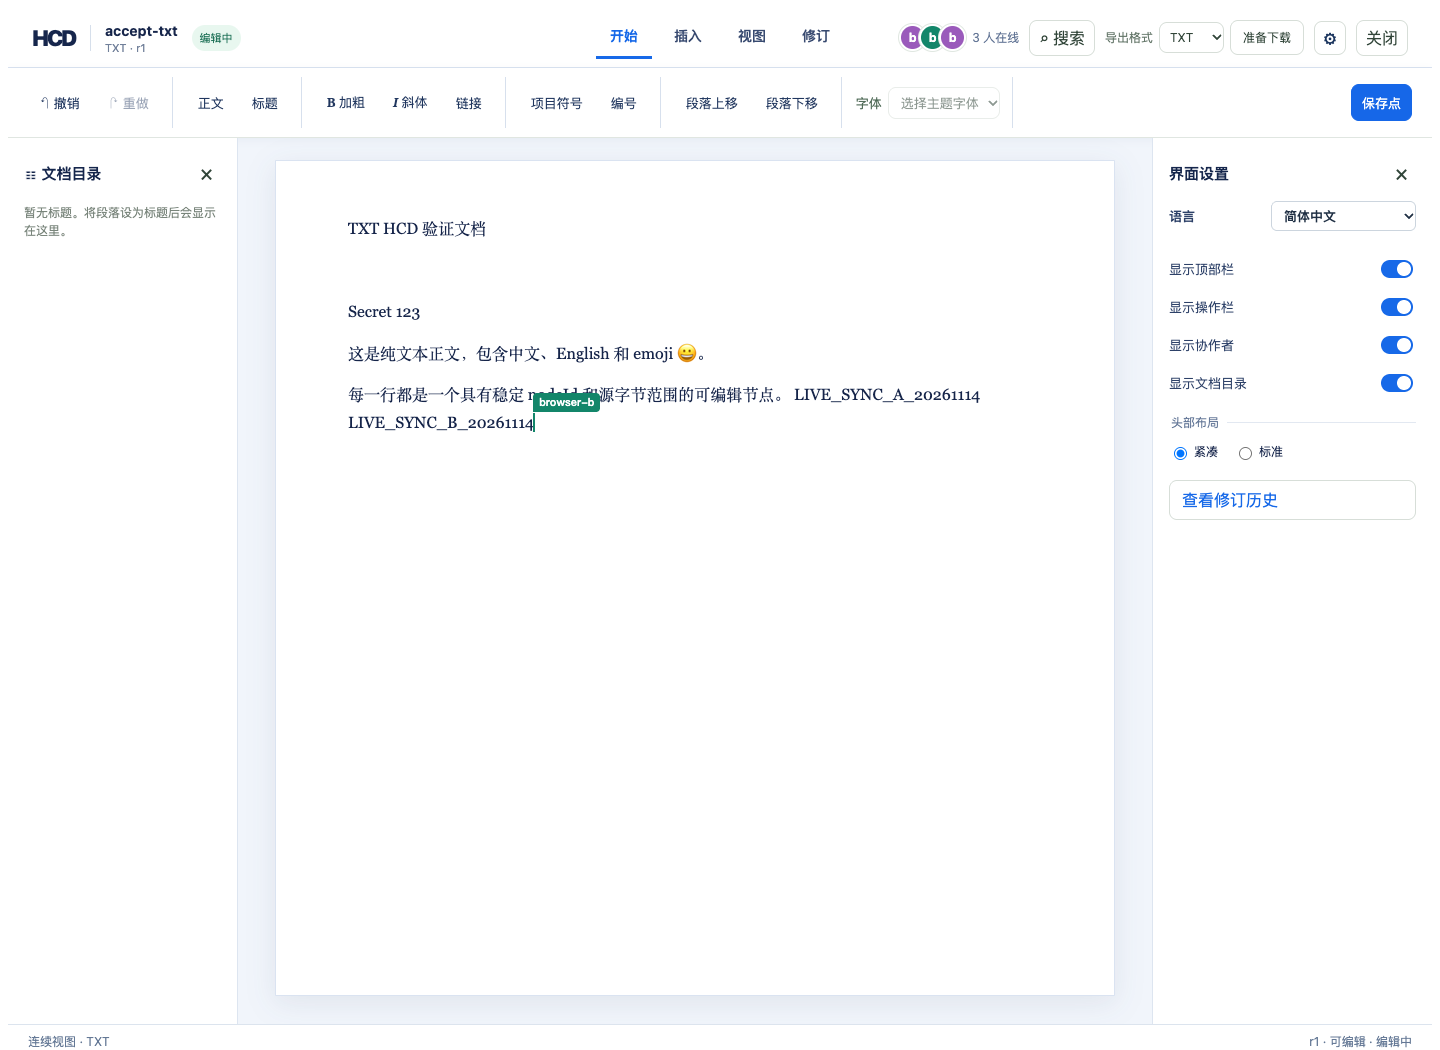 HCD
accept-txt
TXT · r1
编辑中
开始
插入
视图
修订
b
b
b
3 人在线
搜索
导出格式
TXT
准备下载
关闭
撤销
重做
正文
标题
B 加粗
I 斜体
链接
项目符号
编号
段落上移
段落下移
字体
选择主题字体
保存点
文档目录
暂无标题。将段落设为标题后会显示
在这里。
TXT HCD 验证文档
Secret 123
这是纯文本正文，包含中文、English 和 emoji 😀。
每一行都是一个具有稳定 nodeId 和源字节范围的可编辑节点。 LIVE_SYNC_A_20261114
browser-b
LIVE_SYNC_B_20261114
界面设置
语言
简体中文
显示顶部栏
显示操作栏
显示协作者
显示文档目录
头部布局
紧凑
标准
查看修订历史
连续视图 · TXT
r1 · 可编辑 · 编辑中